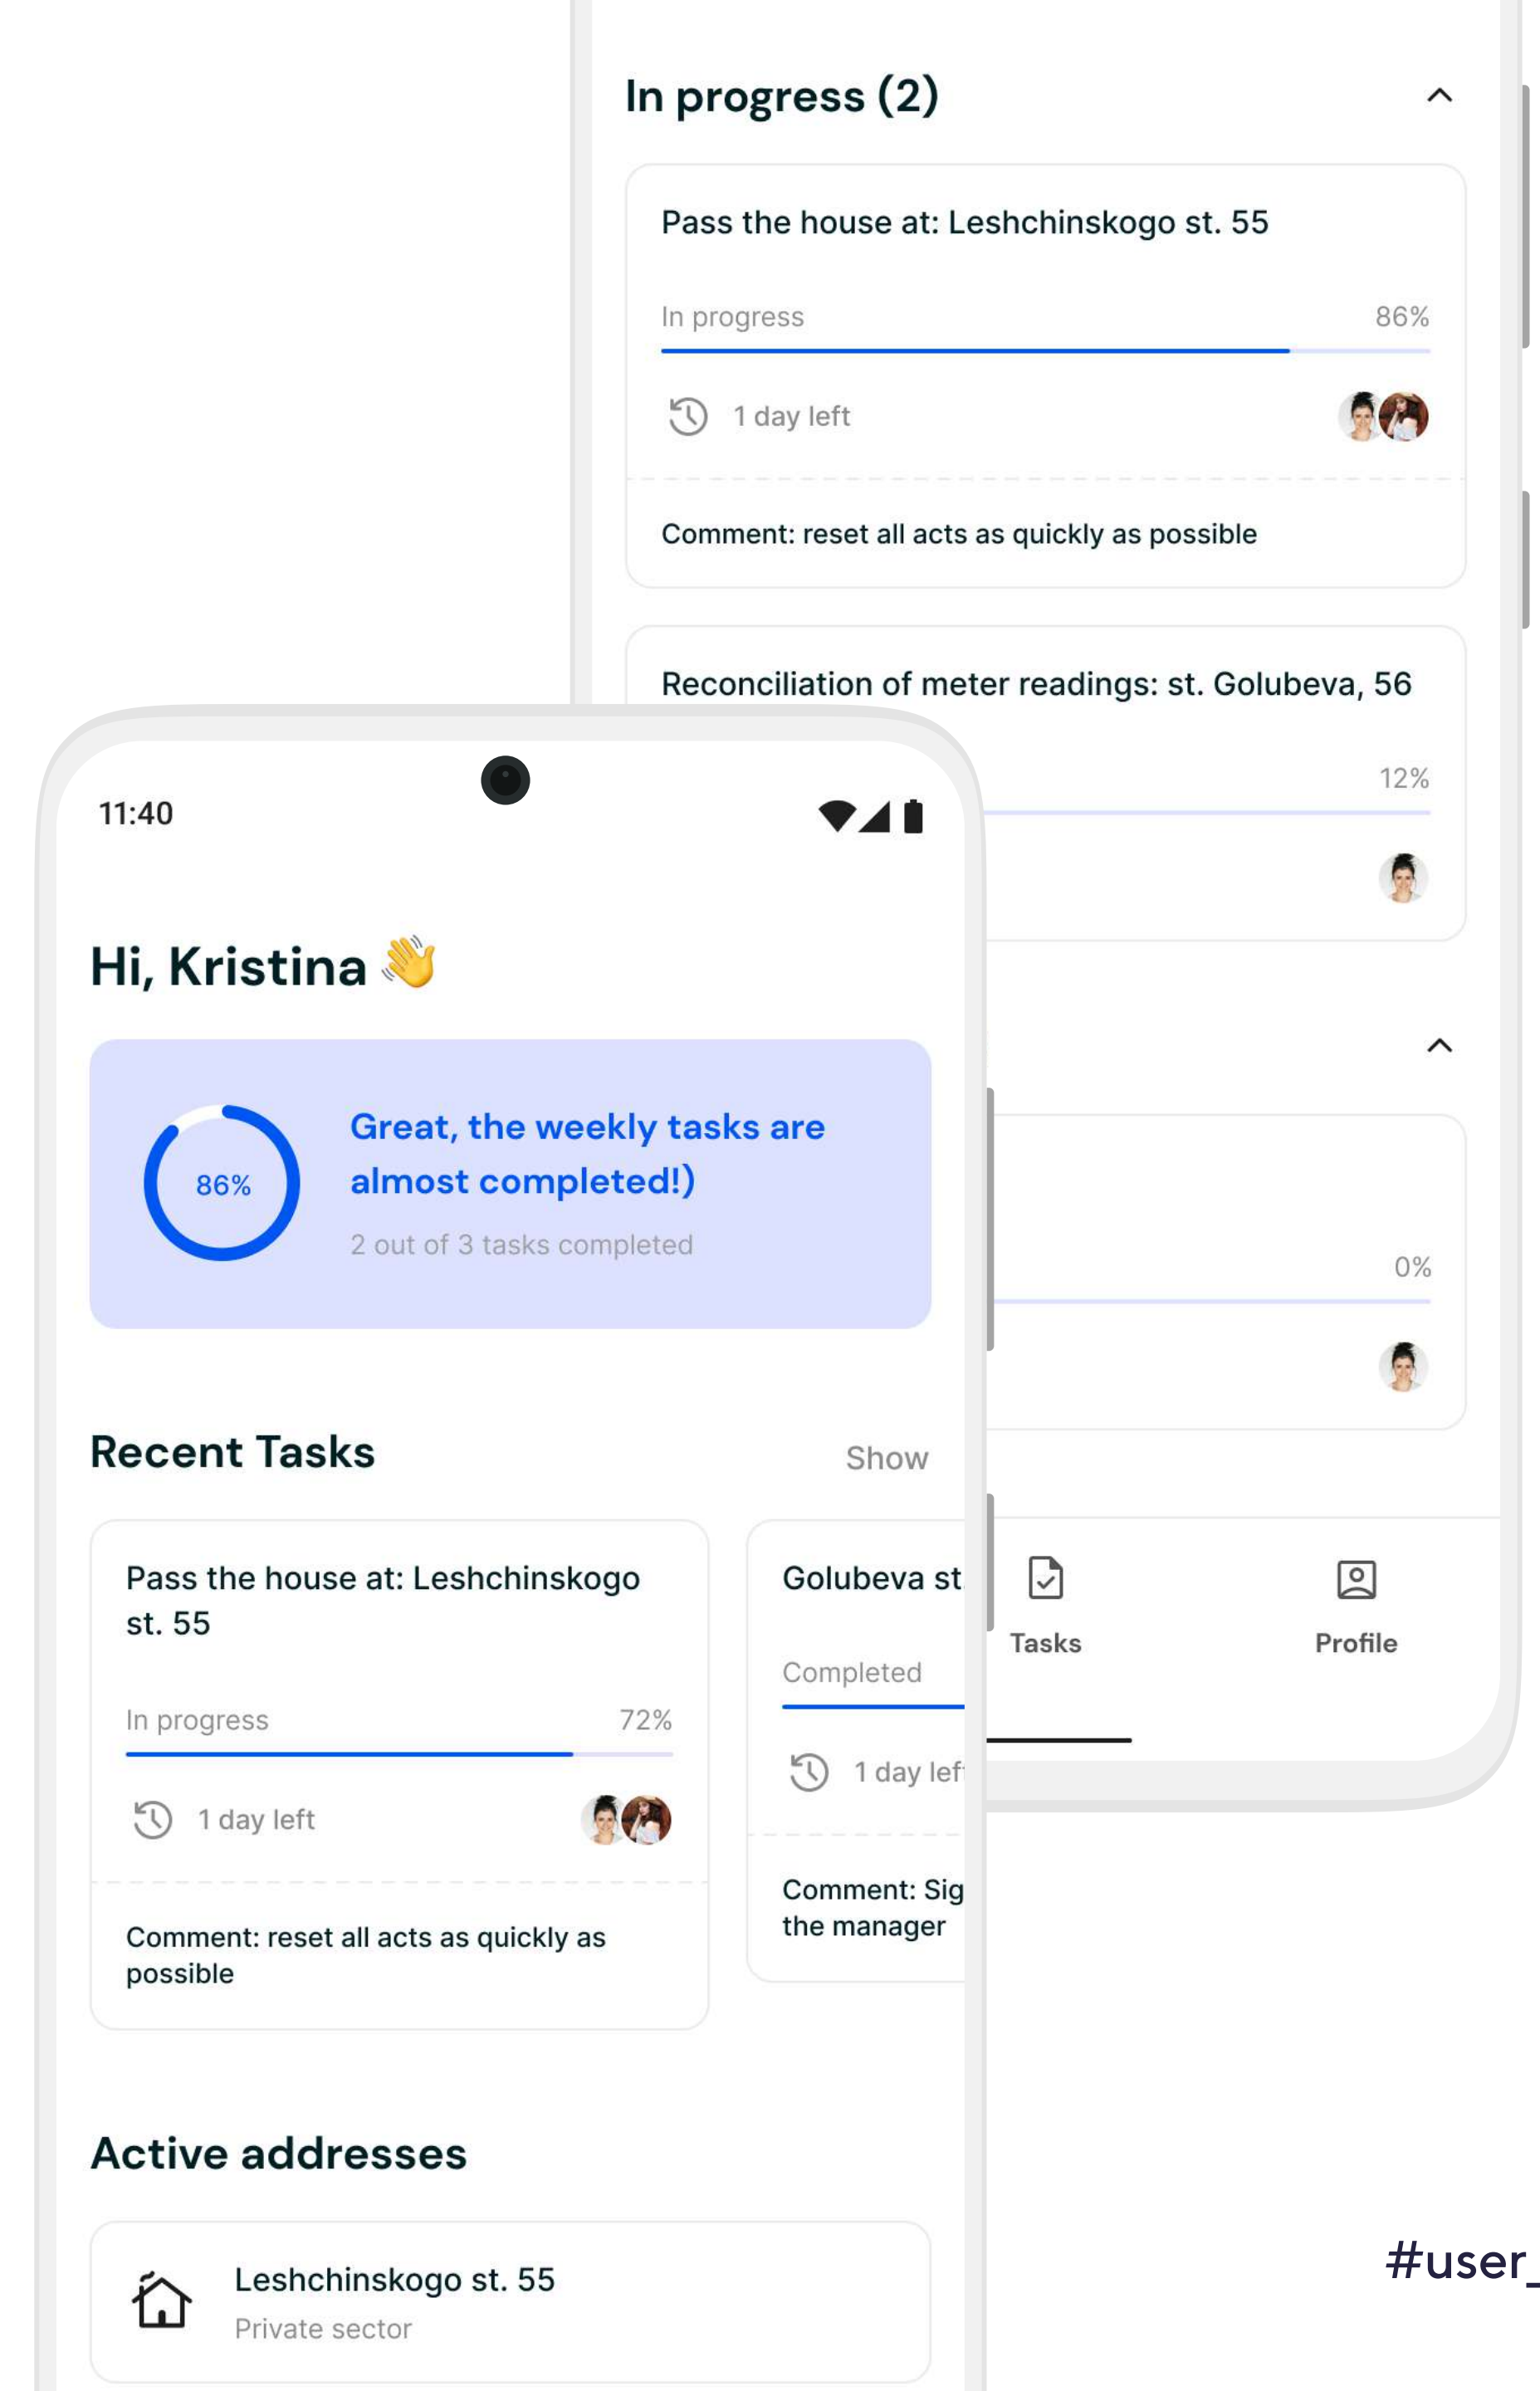 In progress (2)
Pass the house at: Leshchinskogo st. 55
In progress 86%
1 day left
Comment: reset all acts as quickly as possible
Reconciliation of meter readings: st. Golubeva, 56
12%
0%
Tasks Profile
11:40
Hi, Kristina 👋
86%
Great, the weekly tasks are
almost completed!)
2 out of 3 tasks completed
Recent Tasks Show
Pass the house at: Leshchinskogo
st. 55
In progress 72%
1 day left
Comment: reset all acts as quickly as
possible
Golubeva st.
Completed
1 day left
Comment: Sig
the manager
Active addresses
Leshchinskogo st. 55
Private sector
#user_